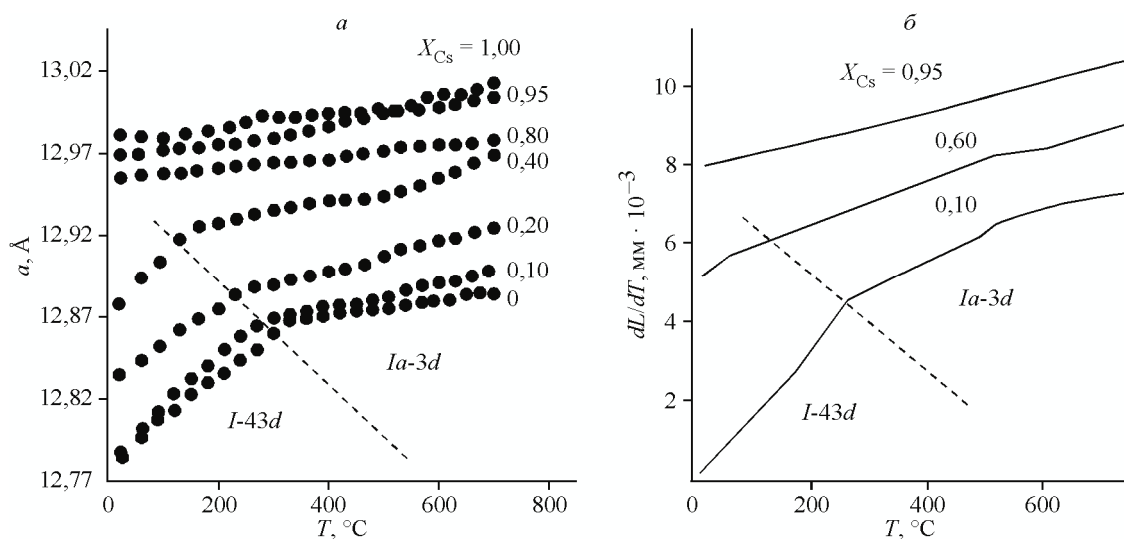 а
X_Cs = 1,00
0,95
0,80
0,40
0,20
0,10
0
13,02
12,97
12,92
12,87
12,82
12,77
a, Å
Ia-3d
I-43d
0 200 400 600 800
T, °C
б
X_Cs = 0,95
0,60
0,10
10
8
6
4
2
dL/dT, мм · 10⁻³
Ia-3d
I-43d
0 200 400 600
T, °C